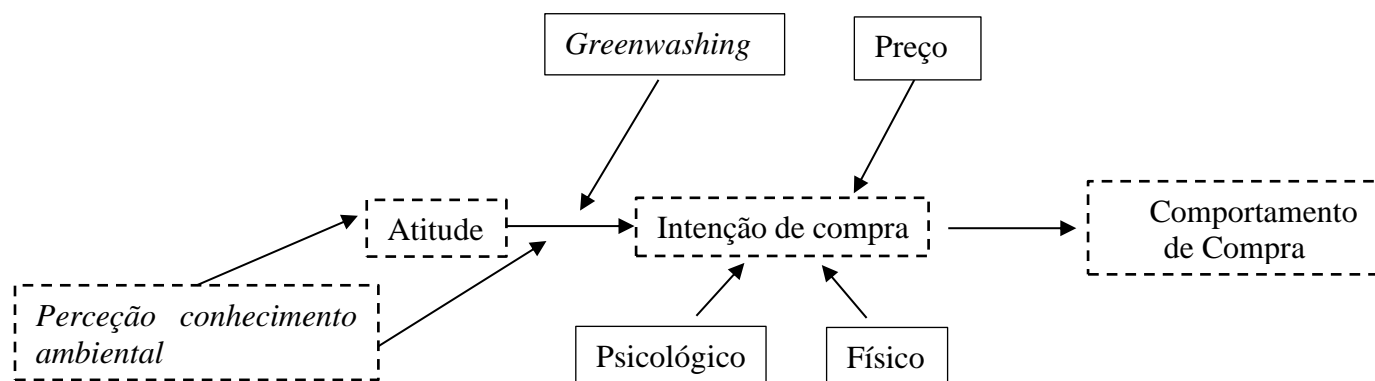 Greenwashing
Preço
Atitude
Intenção de compra
Comportamento
de Compra
Perceção conhecimento
ambiental
Psicológico
Físico